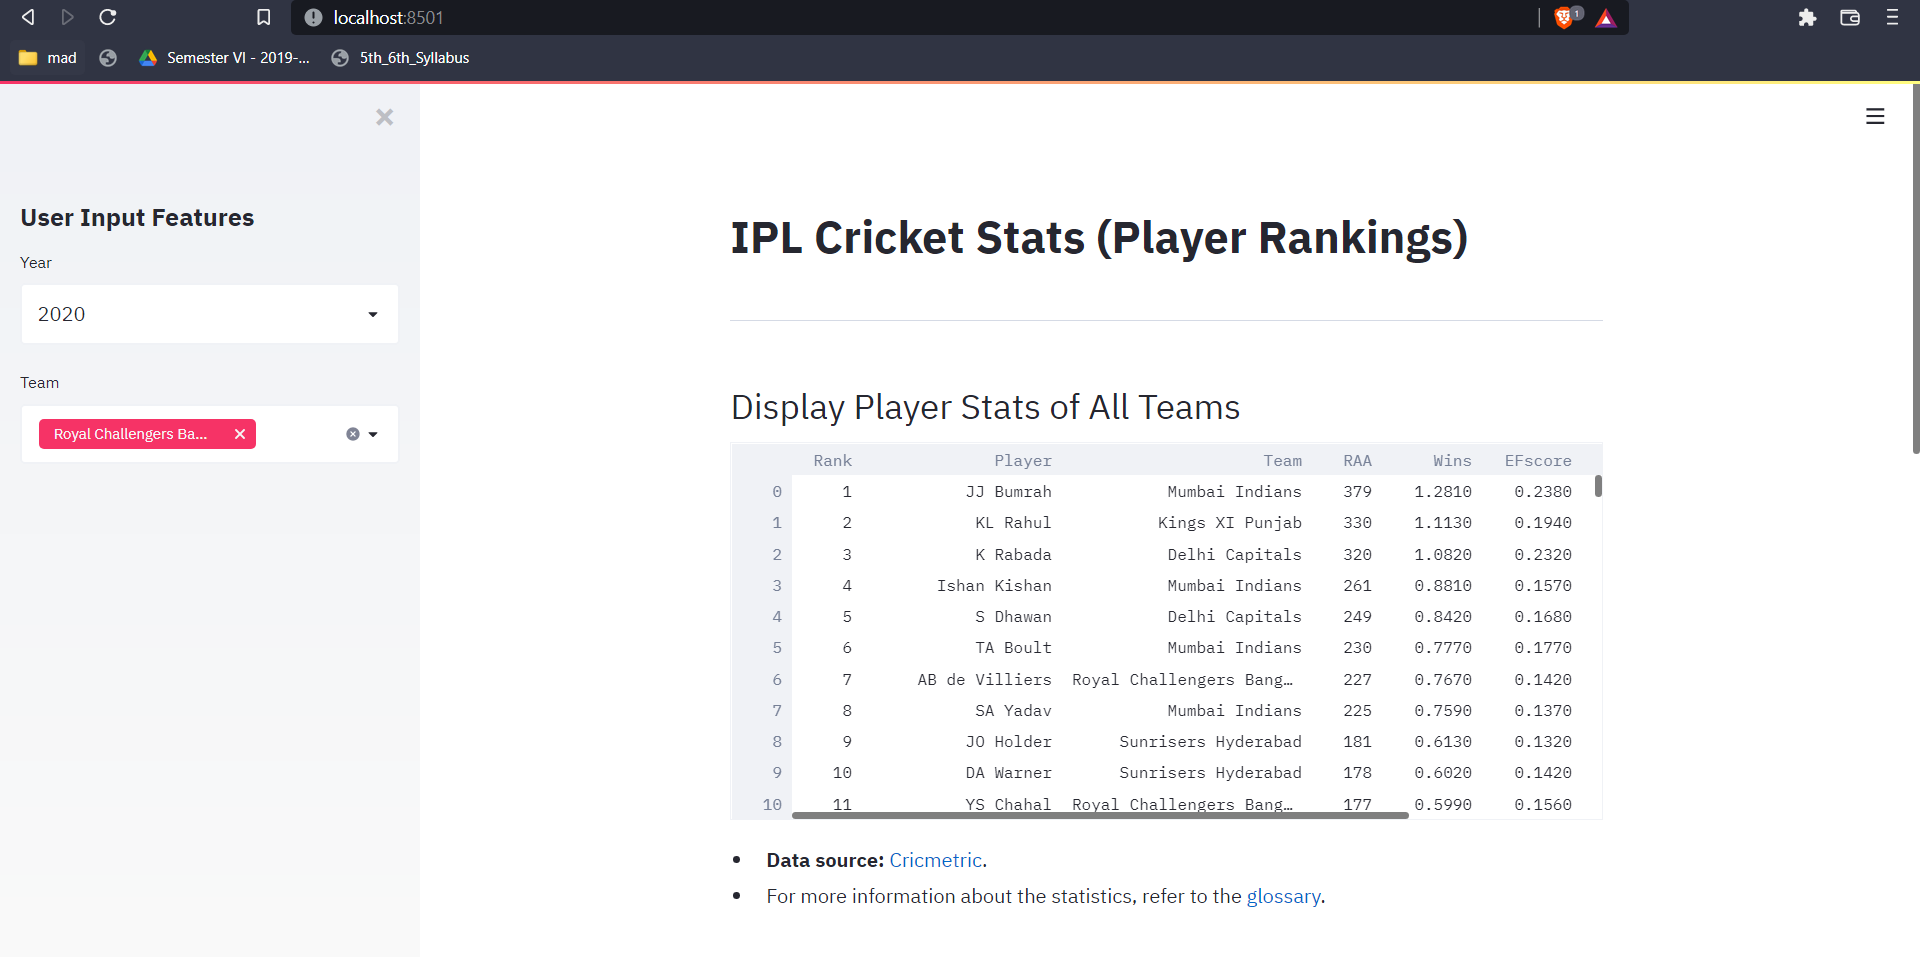 localhost:8501
1
mad
Semester VI - 2019-...
5th_6th_Syllabus
User Input Features
Year
2020
Team
Royal Challengers Ba...
IPL Cricket Stats (Player Rankings)
Display Player Stats of All Teams
Rank Player Team RAA Wins EFscore
0 1 JJ Bumrah Mumbai Indians 379 1.2810 0.2380
1 2 KL Rahul Kings XI Punjab 330 1.1130 0.1940
2 3 K Rabada Delhi Capitals 320 1.0820 0.2320
3 4 Ishan Kishan Mumbai Indians 261 0.8810 0.1570
4 5 S Dhawan Delhi Capitals 249 0.8420 0.1680
5 6 TA Boult Mumbai Indians 230 0.7770 0.1770
6 7 AB de Villiers Royal Challengers Bang… 227 0.7670 0.1420
7 8 SA Yadav Mumbai Indians 225 0.7590 0.1370
8 9 JO Holder Sunrisers Hyderabad 181 0.6130 0.1320
9 10 DA Warner Sunrisers Hyderabad 178 0.6020 0.1420
10 11 YS Chahal Royal Challengers Bang… 177 0.5990 0.1560
Data source: Cricmetric.
For more information about the statistics, refer to the glossary.